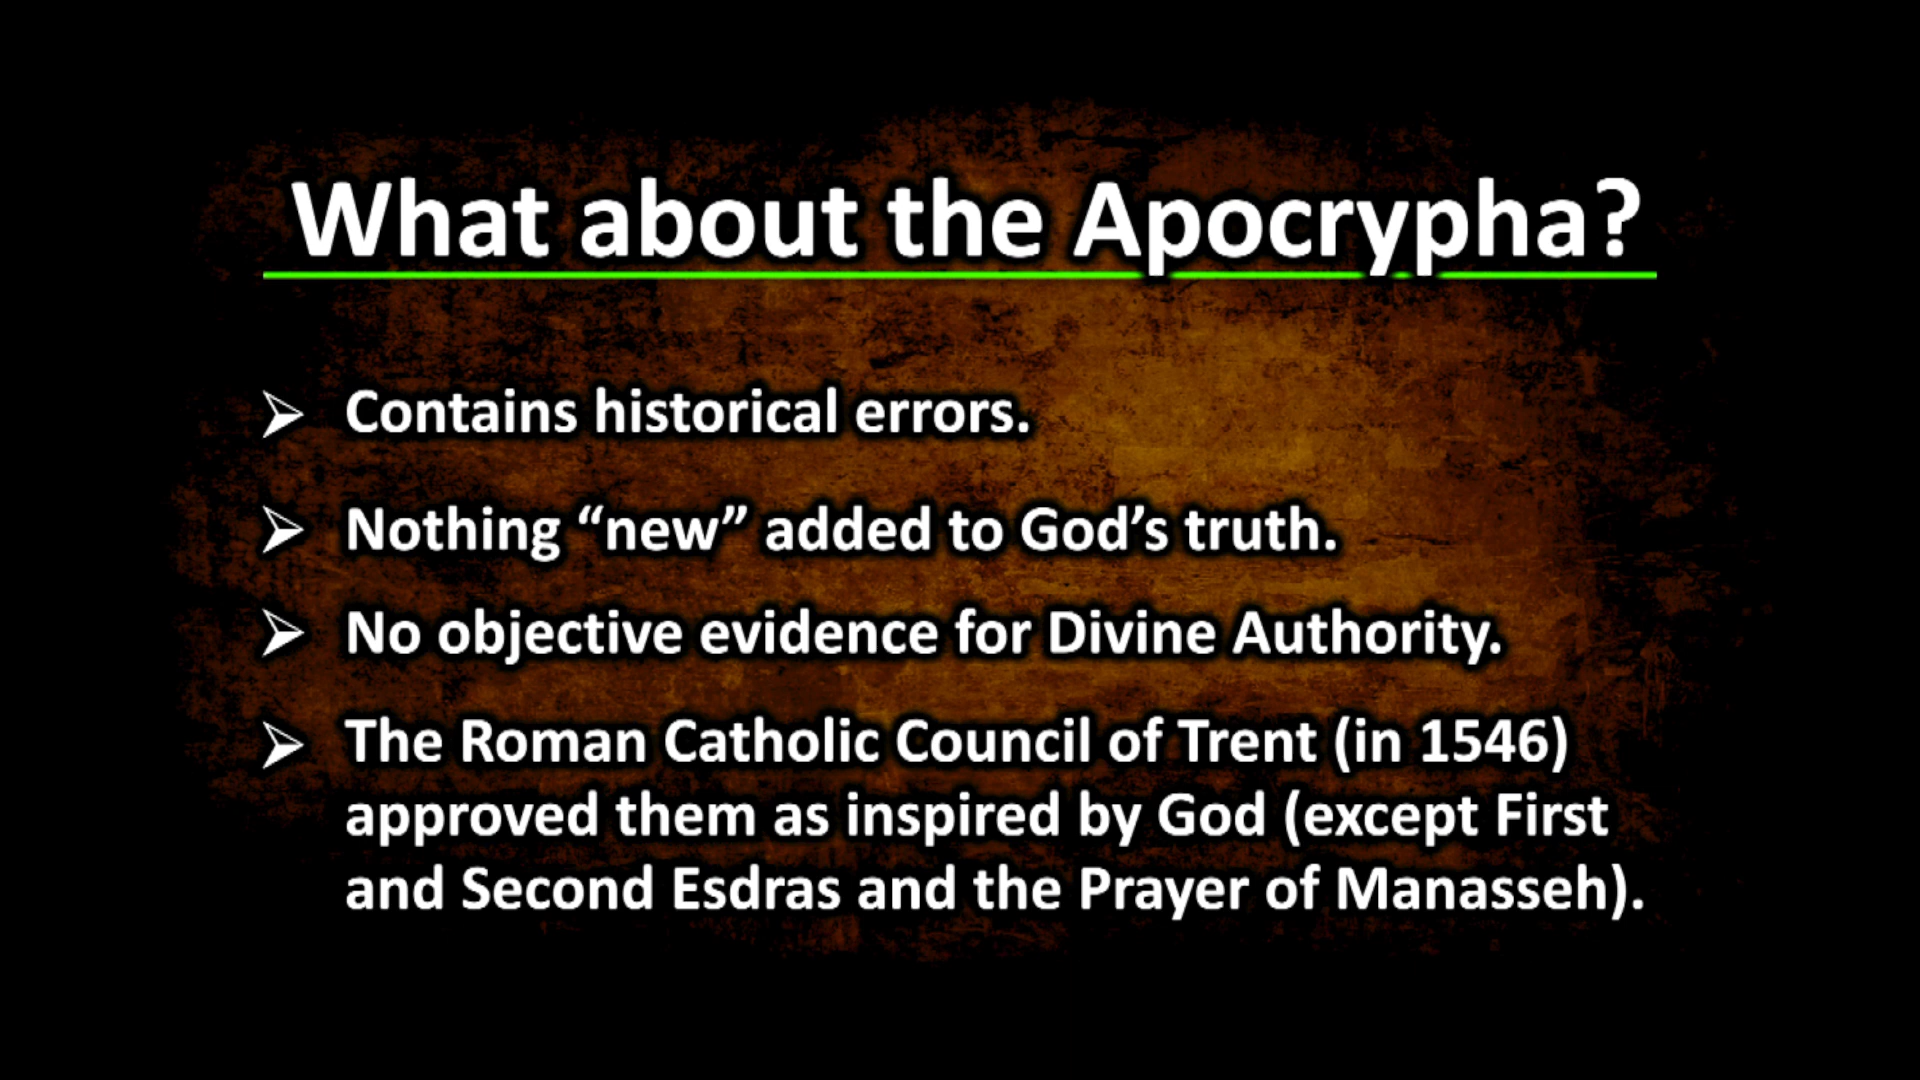 What about the Apocrypha?
➢ Contains historical errors.
➢ Nothing “new” added to God’s truth.
➢ No objective evidence for Divine Authority.
➢ The Roman Catholic Council of Trent (in 1546)
approved them as inspired by God (except First
and Second Esdras and the Prayer of Manasseh).